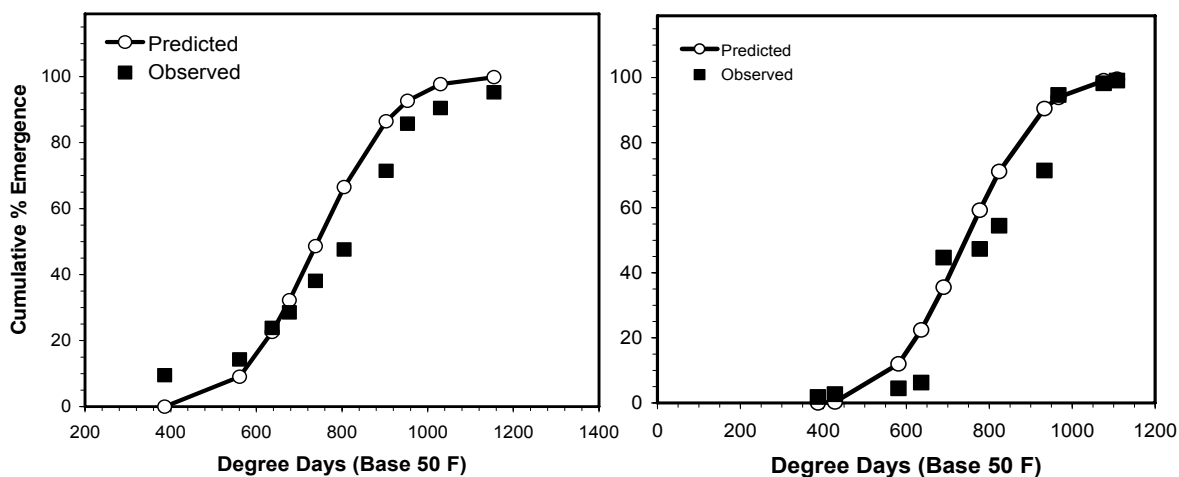 Predicted
Observed
Cumulative % Emergence
100
80
60
40
20
0
200 400 600 800 1000 1200 1400
Degree Days (Base 50 F)
Predicted
Observed
100
80
60
40
20
0
0 200 400 600 800 1000 1200
Degree Days (Base 50 F)